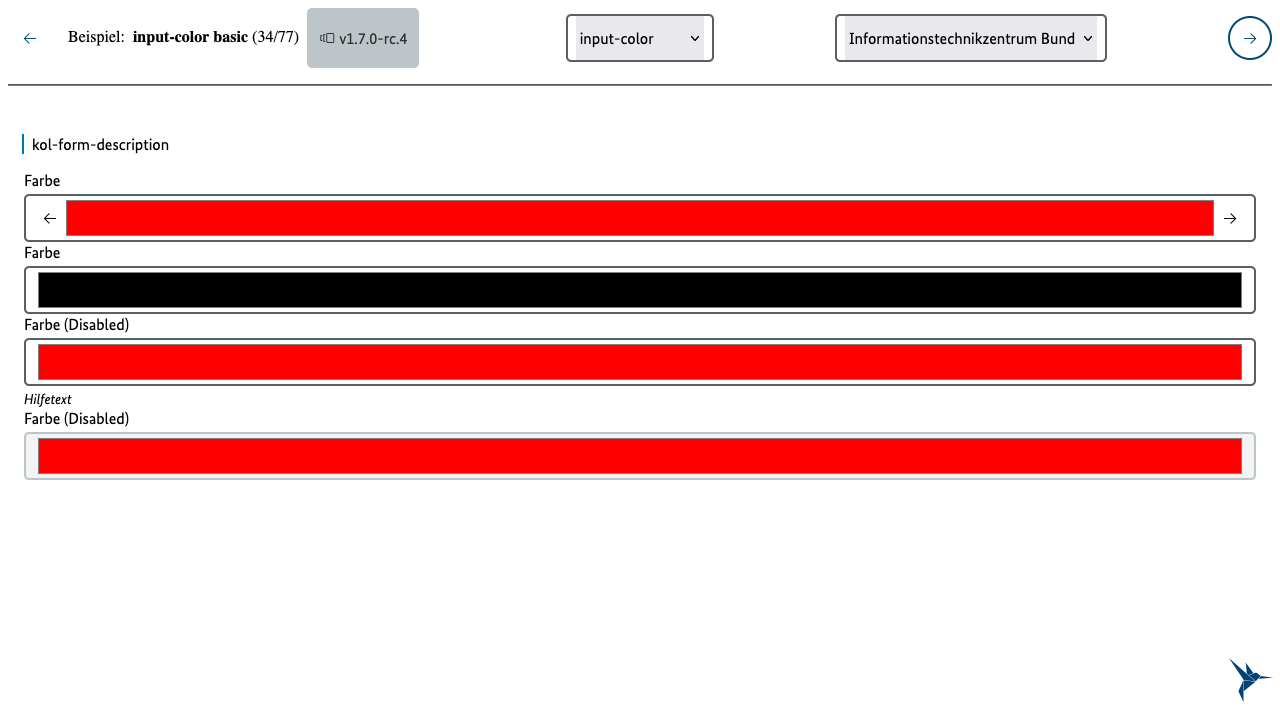 Beispiel: input-color basic (34/77) v1.7.0-rc.4 input-color Informationstechnikzentrum Bund
kol-form-description
Farbe
Farbe
Farbe (Disabled)
Hilfetext
Farbe (Disabled)